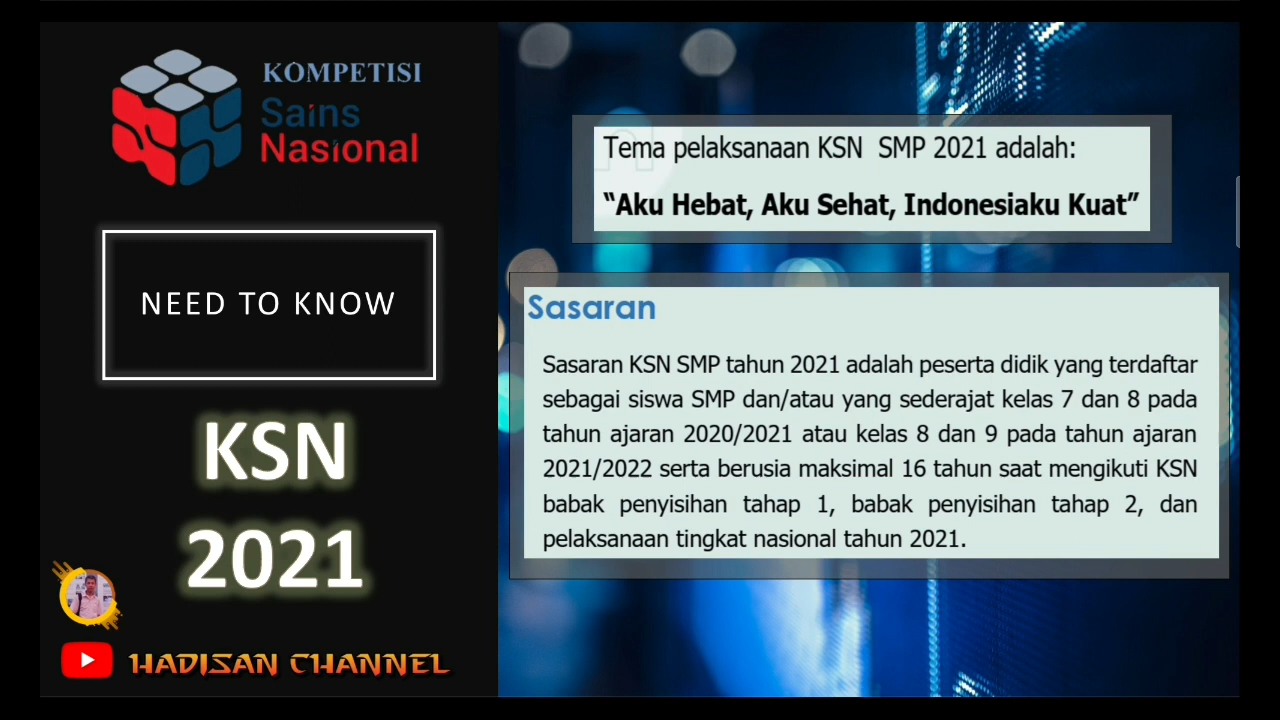 KOMPETISI
Sains
Nasional
NEED TO KNOW
KSN
2021
HADISAN CHANNEL
Tema pelaksanaan KSN SMP 2021 adalah:
“Aku Hebat, Aku Sehat, Indonesiaku Kuat”
Sasaran
Sasaran KSN SMP tahun 2021 adalah peserta didik yang terdaftar
sebagai siswa SMP dan/atau yang sederajat kelas 7 dan 8 pada
tahun ajaran 2020/2021 atau kelas 8 dan 9 pada tahun ajaran
2021/2022 serta berusia maksimal 16 tahun saat mengikuti KSN
babak penyisihan tahap 1, babak penyisihan tahap 2, dan
pelaksanaan tingkat nasional tahun 2021.